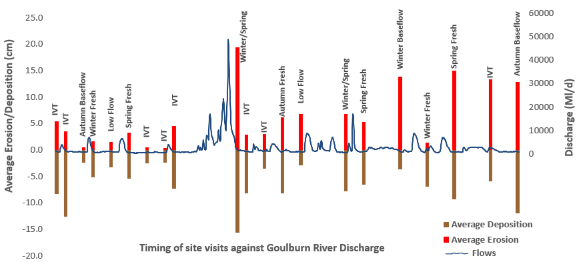 Average Erosion/Deposition (cm)
25.0
20.0
15.0
10.0
5.0
0.0
-5.0
-10.0
-15.0
-20.0
IVT
IVT
Autumn Baseflow
Winter Fresh
Low Flow
Spring Fresh
IVT
IVT
IVT
Winter/Spring
IVT
IVT
Autumn Fresh
Low Flow
Winter/Spring
Spring Fresh
Winter Baseflow
Winter Fresh
Spring Fresh
IVT
Autumn Baseflow
60000
50000
40000
30000
20000
10000
0
Discharge (Ml/d)
Average Deposition
Average Erosion
Flows
Timing of site visits against Goulburn River Discharge